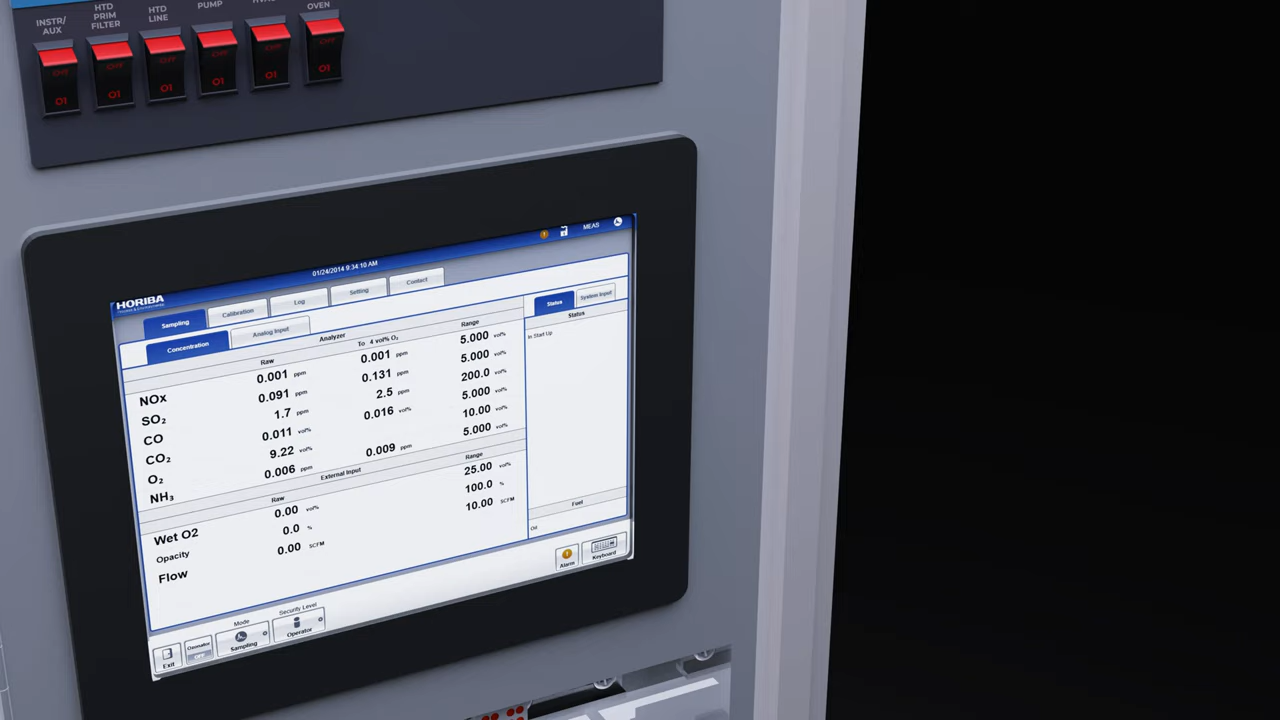 INSTR/
AUX
HTD
PRIM
FILTER
HTD
LINE
PUMP
OVEN
HORIBA
01/24/2014 9:34:10 AM
MEAS
Sampling
Calibration
Log
Setting
Contact
Concentration
Analog Input
Status
System Input
Analyzer
Status
Raw
To 4 vol% O₂
Range
In Start Up
NOx 0.001 ppm 0.001 ppm 5.000 vol%
SO₂ 0.091 ppm 0.131 ppm 5.000 vol%
CO 1.7 ppm 2.5 ppm 200.0 vol%
CO₂ 0.011 vol% 0.016 vol% 5.000 vol%
O₂ 9.22 vol% 10.00 vol%
NH₃ 0.006 ppm 0.009 ppm 5.000 vol%
External Input
Raw
Range
Wet O2 0.00 vol% 25.00 vol%
Opacity 0.0 % 100.0 %
Flow 0.00 SCFM 10.00 SCFM
Fuel
Oil
Alarm
Keyboard
Mode
Security Level
Exit
Sampling
Operator